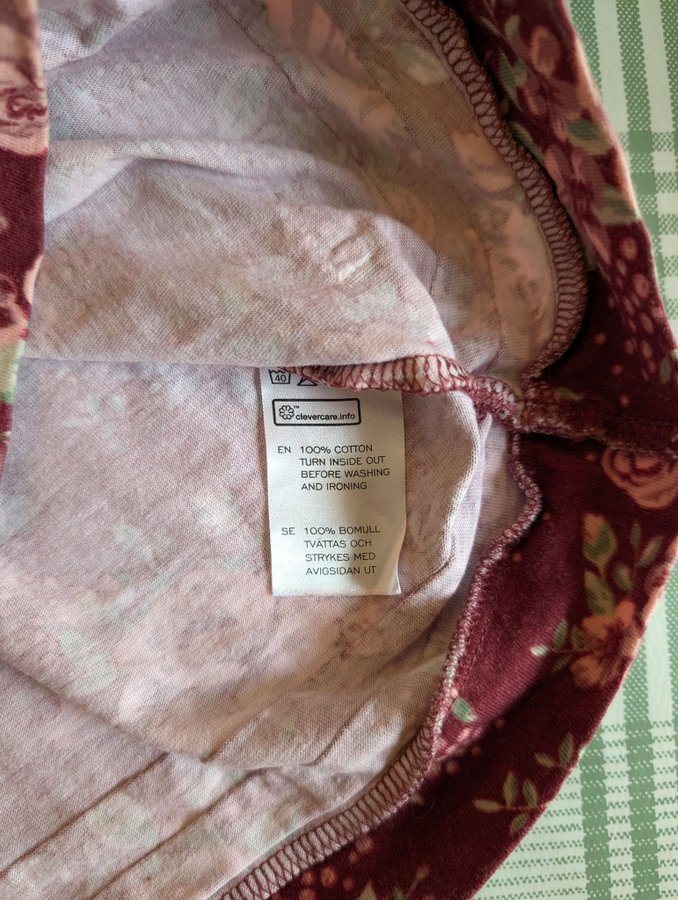 40
™
clevercare.info
EN 100% COTTON
TURN INSIDE OUT
BEFORE WASHING
AND IRONING
SE 100% BOMULL
TVÄTTAS OCH
STRYKES MED
AVIGSIDAN UT